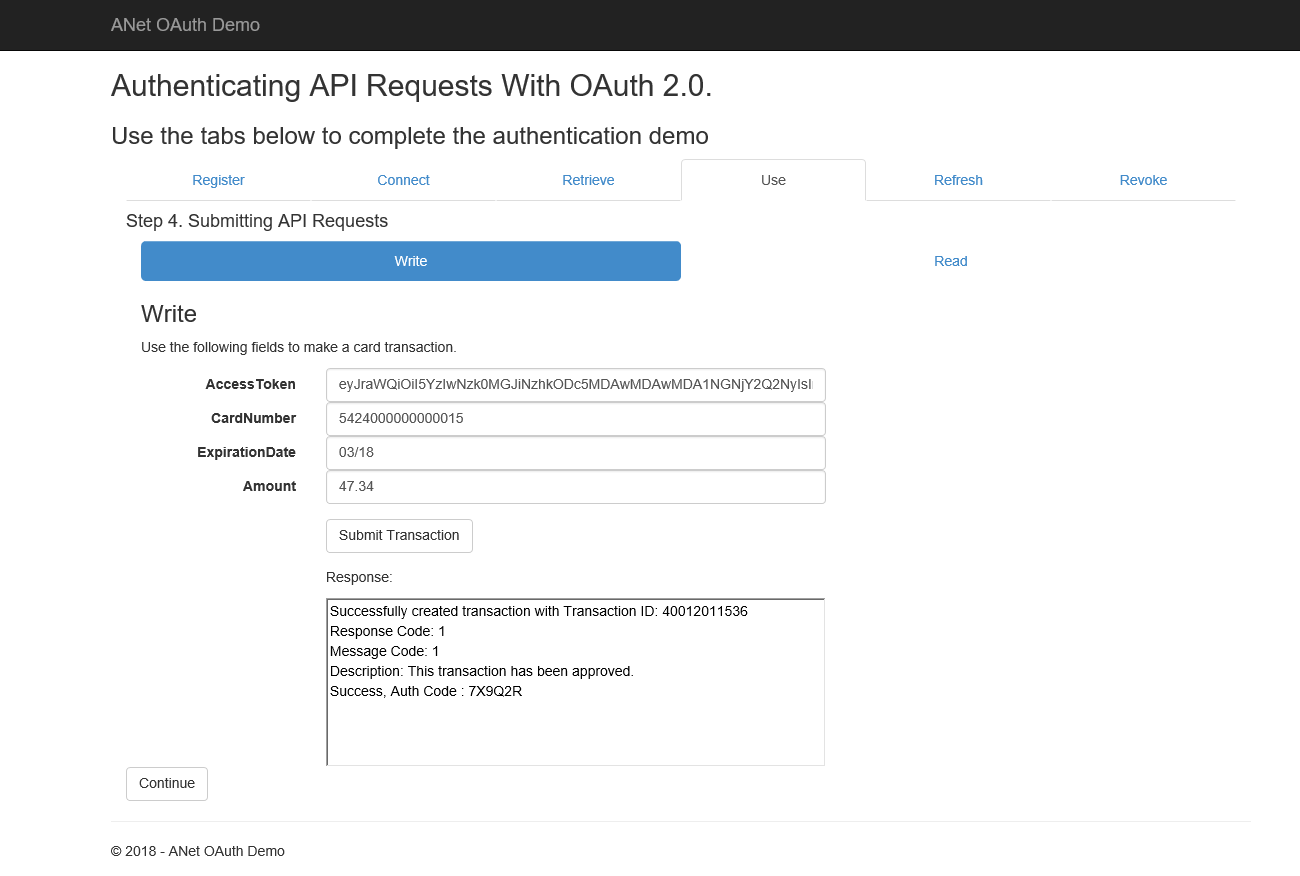 ANet OAuth Demo
Authenticating API Requests With OAuth 2.0.
Use the tabs below to complete the authentication demo
Register Connect Retrieve Use Refresh Revoke
Step 4. Submitting API Requests
Write Read
Write
Use the following fields to make a card transaction.
AccessToken eyJraWQiOiI5YzIwNzk0MGJiNzhkODc5MDAwMDAwMDA1NGNjY2Q2NyIsI
CardNumber 5424000000000015
ExpirationDate 03/18
Amount 47.34
Submit Transaction
Response:
Successfully created transaction with Transaction ID: 40012011536
Response Code: 1
Message Code: 1
Description: This transaction has been approved.
Success, Auth Code : 7X9Q2R
Continue
© 2018 - ANet OAuth Demo